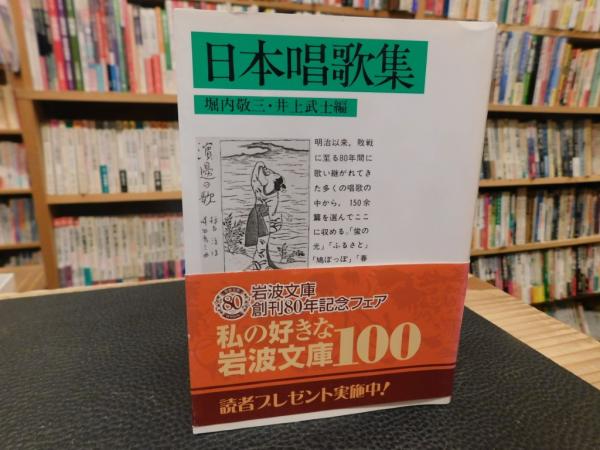 日本唱歌集
堀内敬三・井上武士編
濱邊の歌
明治以来，敗戦
に至る80年間に
歌い継がれてき
た多くの唱歌の
中から，150余
篇を選んでここ
に収める。「蛍の
光」「ふるさと」
「鳩ぽっぽ」「春
80
岩波文庫
創刊80年記念フェア
私の好きな
岩波文庫100
読者プレゼント実施中!